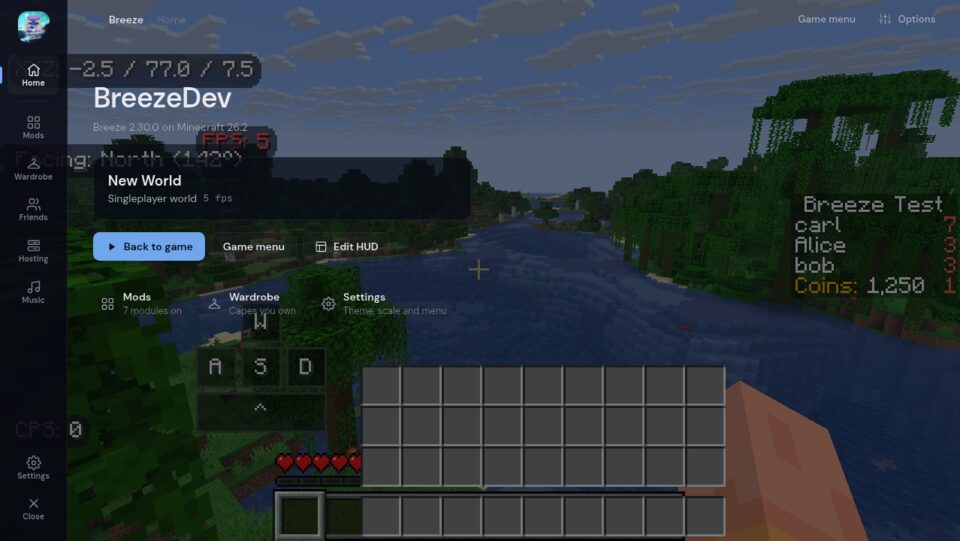 Breeze / Home
Game menu
Options
XYZ: -2.5 / 77.0 / 7.5
Home
BreezeDev
Breeze 2.30.0 on Minecraft 26.2
FPS: 5
Mods
Facing: North (142°)
Wardrobe
New World
Singleplayer world 5 fps
Friends
Breeze Test
carl 7
Alice 3
bob 3
Coins: 1,250 1
Hosting
Back to game
Game menu
Edit HUD
Music
Mods
7 modules on
Wardrobe
Capes you own
Settings
Theme, scale and menu
W
A S D
^
CPS: 0
Settings
Close